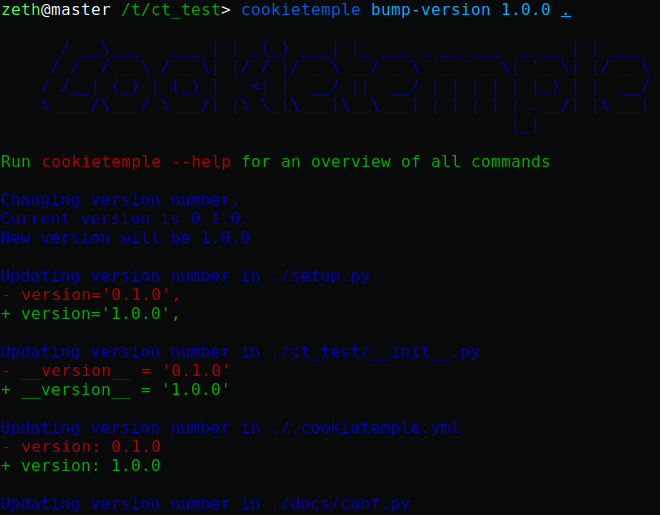 zeth@master /t/ct_test> cookietemple bump-version 1.0.0 .
Run cookietemple --help for an overview of all commands
Changing version number.
Current version is 0.1.0.
New version will be 1.0.0
Updating version number in ./setup.py
- version='0.1.0',
+ version='1.0.0',
Updating version number in ./ct_test/__init__.py
- __version__ = '0.1.0'
+ __version__ = '1.0.0'
Updating version number in ./.cookietemple.yml
- version: 0.1.0
+ version: 1.0.0
Updating version number in ./docs/conf.py